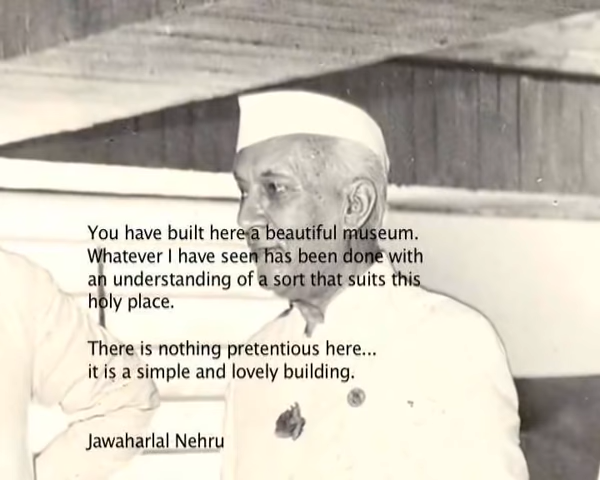 You have built here a beautiful museum.
Whatever I have seen has been done with
an understanding of a sort that suits this
holy place.
There is nothing pretentious here...
it is a simple and lovely building.
Jawaharlal Nehru